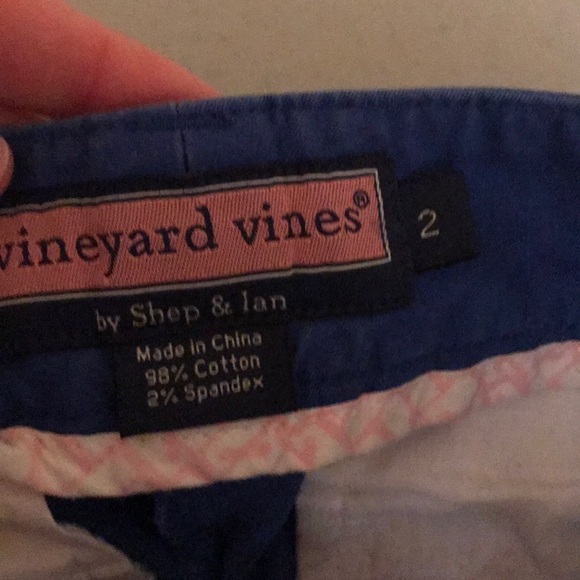 vineyard vines®
2
by Shep & Ian
Made in China
98% Cotton
2% Spandex